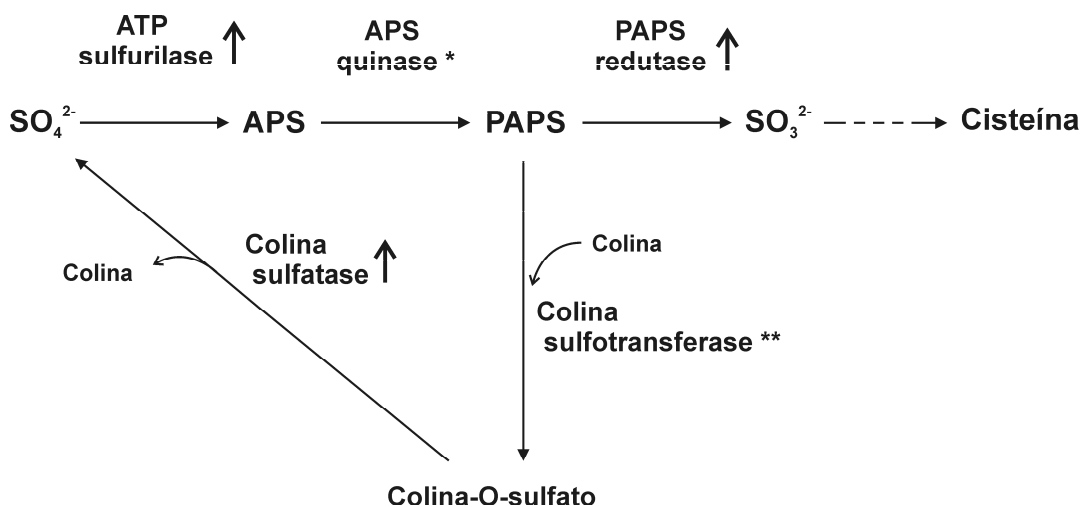 ATP
sulfurilase
APS
quinase *
PAPS
redutase
SO₄²⁻
APS
PAPS
SO₃²⁻
Cisteína
Colina
Colina
sulfatase
Colina
Colina
sulfotransferase **
Colina-O-sulfato